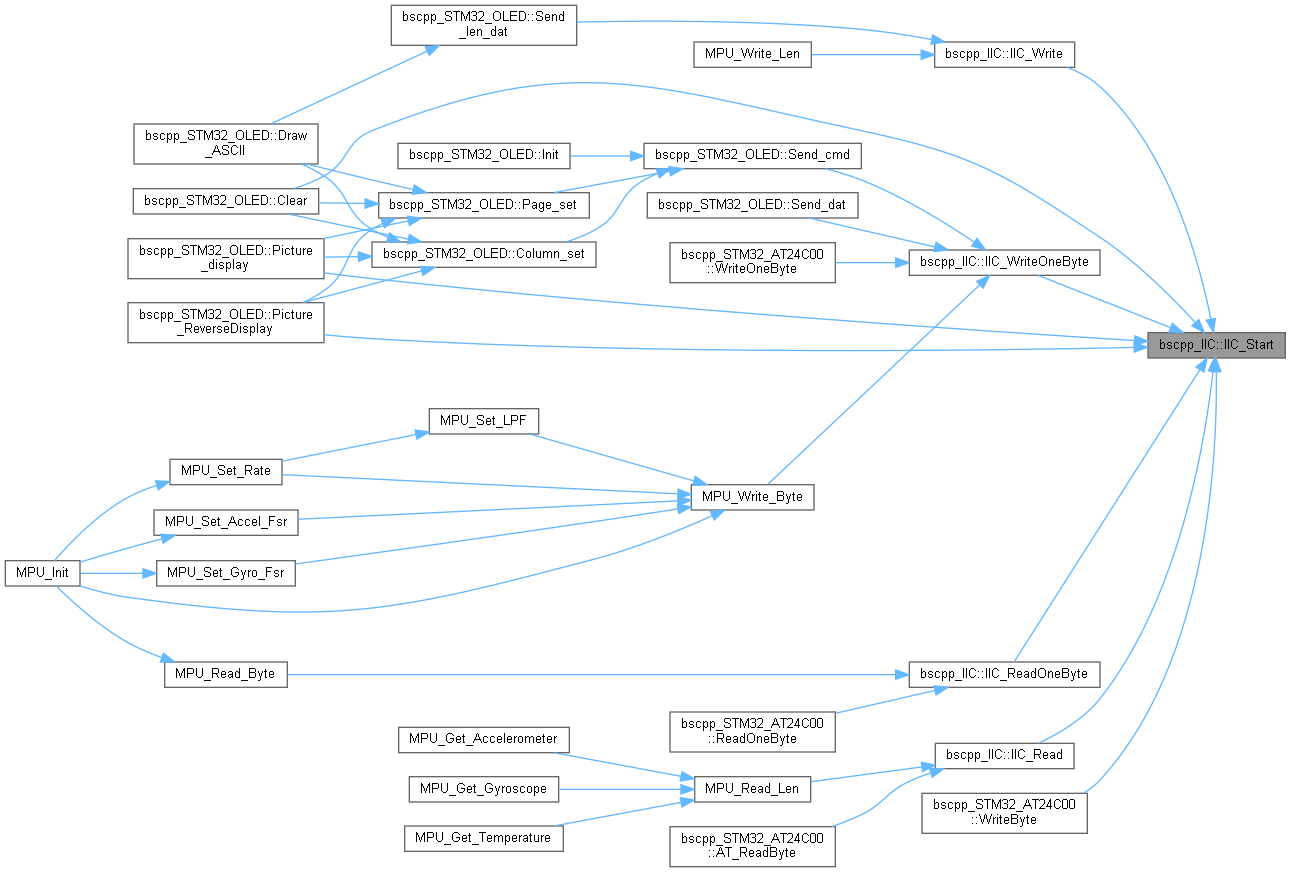 bscpp_STM32_OLED::Send
_len_dat
bscpp_IIC::IIC_Write
MPU_Write_Len
bscpp_STM32_OLED::Draw
_ASCII
bscpp_STM32_OLED::Init
bscpp_STM32_OLED::Send_cmd
bscpp_STM32_OLED::Clear
bscpp_STM32_OLED::Page_set
bscpp_STM32_OLED::Send_dat
bscpp_STM32_OLED::Picture
_display
bscpp_STM32_OLED::Column_set
bscpp_STM32_AT24C00
::WriteOneByte
bscpp_IIC::IIC_WriteOneByte
bscpp_STM32_OLED::Picture
_ReverseDisplay
bscpp_IIC::IIC_Start
MPU_Set_LPF
MPU_Set_Rate
MPU_Write_Byte
MPU_Set_Accel_Fsr
MPU_Init
MPU_Set_Gyro_Fsr
MPU_Read_Byte
bscpp_IIC::IIC_ReadOneByte
bscpp_STM32_AT24C00
::ReadOneByte
MPU_Get_Accelerometer
bscpp_IIC::IIC_Read
MPU_Get_Gyroscope
MPU_Read_Len
bscpp_STM32_AT24C00
::WriteByte
MPU_Get_Temperature
bscpp_STM32_AT24C00
::AT_ReadByte